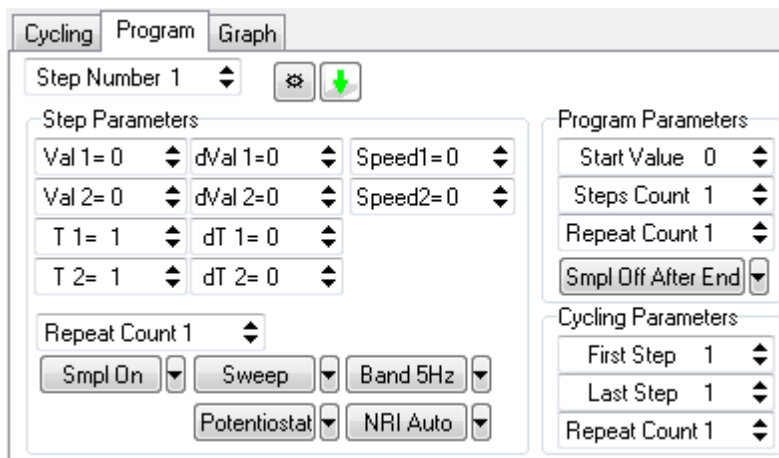 Cycling Program Graph
Step Number 1
Step Parameters
Val 1= 0 dVal 1=0 Speed1= 0
Val 2= 0 dVal 2=0 Speed2= 0
T 1= 1 dT 1= 0
T 2= 1 dT 2= 0
Repeat Count 1
Smpl On Sweep Band 5Hz
Potentiostat NRI Auto
Program Parameters
Start Value 0
Steps Count 1
Repeat Count 1
Smpl Off After End
Cycling Parameters
First Step 1
Last Step 1
Repeat Count 1